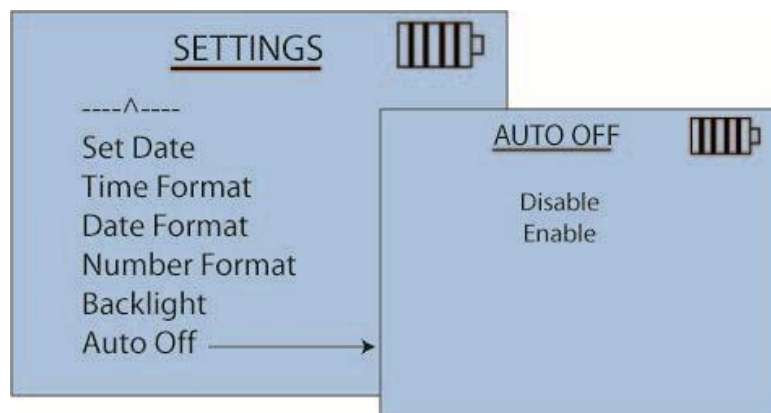 SETTINGS
----^----
Set Date
Time Format
Date Format
Number Format
Backlight
Auto Off
AUTO OFF
Disable
Enable